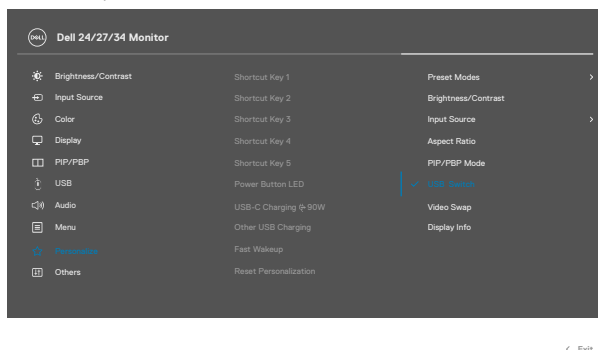 DELL Dell 24/27/34 Monitor
Brightness/Contrast
Input Source
Color
Display
PIP/PBP
USB
Audio
Menu
Personalize
Others
Shortcut Key 1
Shortcut Key 2
Shortcut Key 3
Shortcut Key 4
Shortcut Key 5
Power Button LED
USB-C Charging 90W
Other USB Charging
Fast Wakeup
Reset Personalization
Preset Modes
Brightness/Contrast
Input Source
Aspect Ratio
PIP/PBP Mode
USB Switch
Video Swap
Display Info
Exit